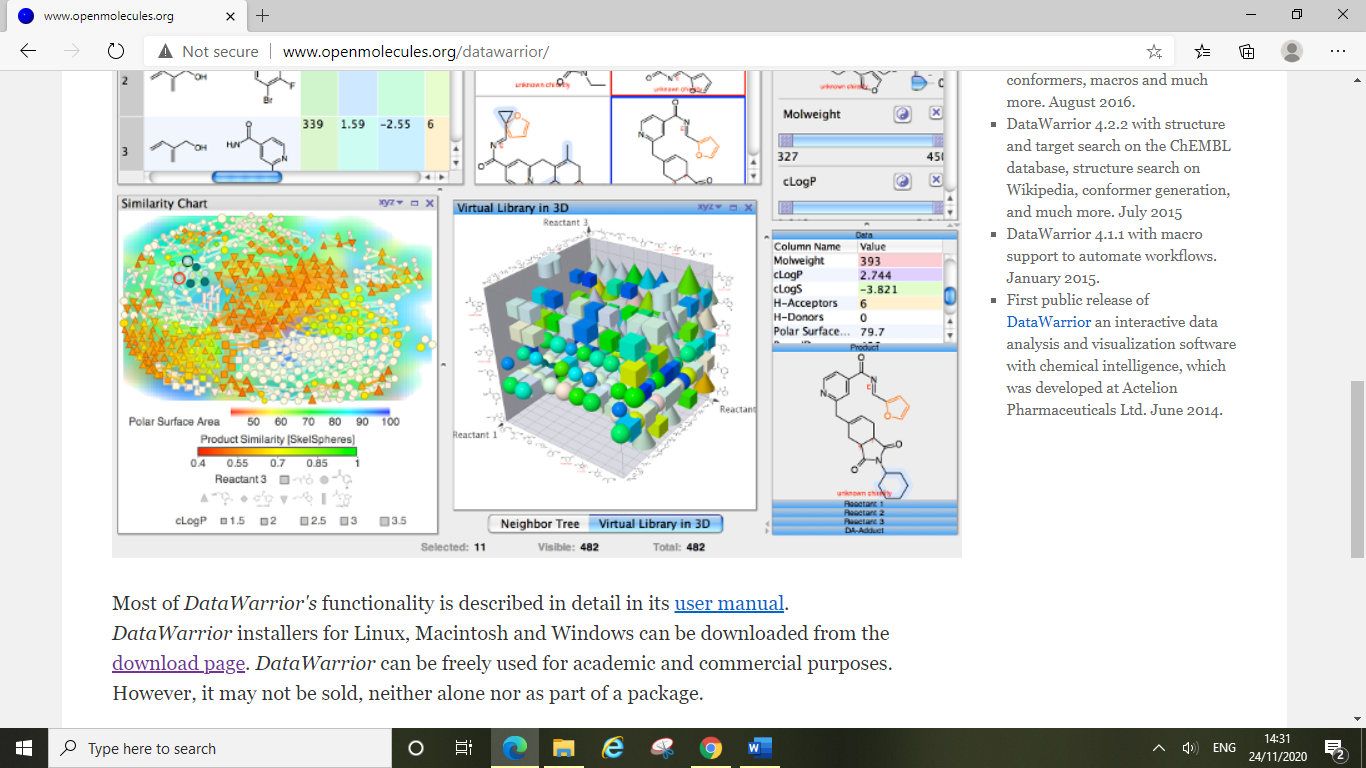 www.openmolecules.org
Not secure www.openmolecules.org/datawarrior/
2
OH
Br
F
unknown chirality
unknown chirality
unknown chirality
3
OH
H₂N
O
N
339 1.59 -2.55 6
Molweight
327 450
cLogP
Similarity Chart xyz
Polar Surface Area 50 60 70 80 90 100
Product Similarity [SkelSpheres]
0.4 0.55 0.7 0.85 1
Reactant 3
cLogP 1.5 2 2.5 3 3.5
Virtual Library in 3D xyz
Reactant 3
Reactant 1
Reactant
Neighbor Tree Virtual Library in 3D
Selected: 11 Visible: 482 Total: 482
Data
Column Name Value
Molweight 393
cLogP 2.744
cLogS -3.821
H-Acceptors 6
H-Donors 0
Polar Surface... 79.7
Product
unknown chirality
Reactant 1
Reactant 2
Reactant 3
DA-Adduct
conformers, macros and much
more. August 2016.
DataWarrior 4.2.2 with structure
and target search on the ChEMBL
database, structure search on
Wikipedia, conformer generation,
and much more. July 2015
DataWarrior 4.1.1 with macro
support to automate workflows.
January 2015.
First public release of
DataWarrior an interactive data
analysis and visualization software
with chemical intelligence, which
was developed at Actelion
Pharmaceuticals Ltd. June 2014.
Most of DataWarrior's functionality is described in detail in its user manual.
DataWarrior installers for Linux, Macintosh and Windows can be downloaded from the
download page. DataWarrior can be freely used for academic and commercial purposes.
However, it may not be sold, neither alone nor as part of a package.
Type here to search
ENG
14:31
24/11/2020
2